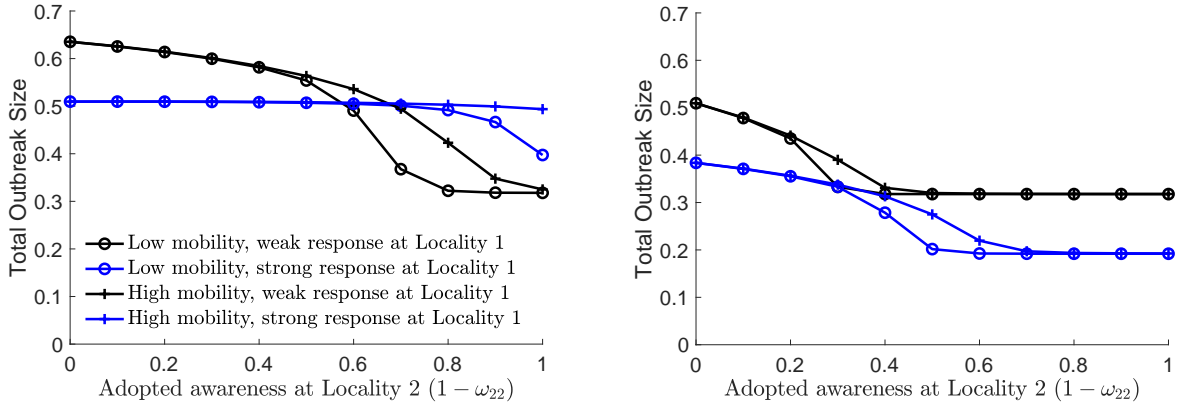 0.7
0.6
0.5
0.4
0.3
0.2
0.1
0
Total Outbreak Size
Low mobility, weak response at Locality 1
Low mobility, strong response at Locality 1
High mobility, weak response at Locality 1
High mobility, strong response at Locality 1
0 0.2 0.4 0.6 0.8 1
Adopted awareness at Locality 2 (1 − ω22)
0.7
0.6
0.5
0.4
0.3
0.2
0.1
0
Total Outbreak Size
0 0.2 0.4 0.6 0.8 1
Adopted awareness at Locality 2 (1 − ω22)